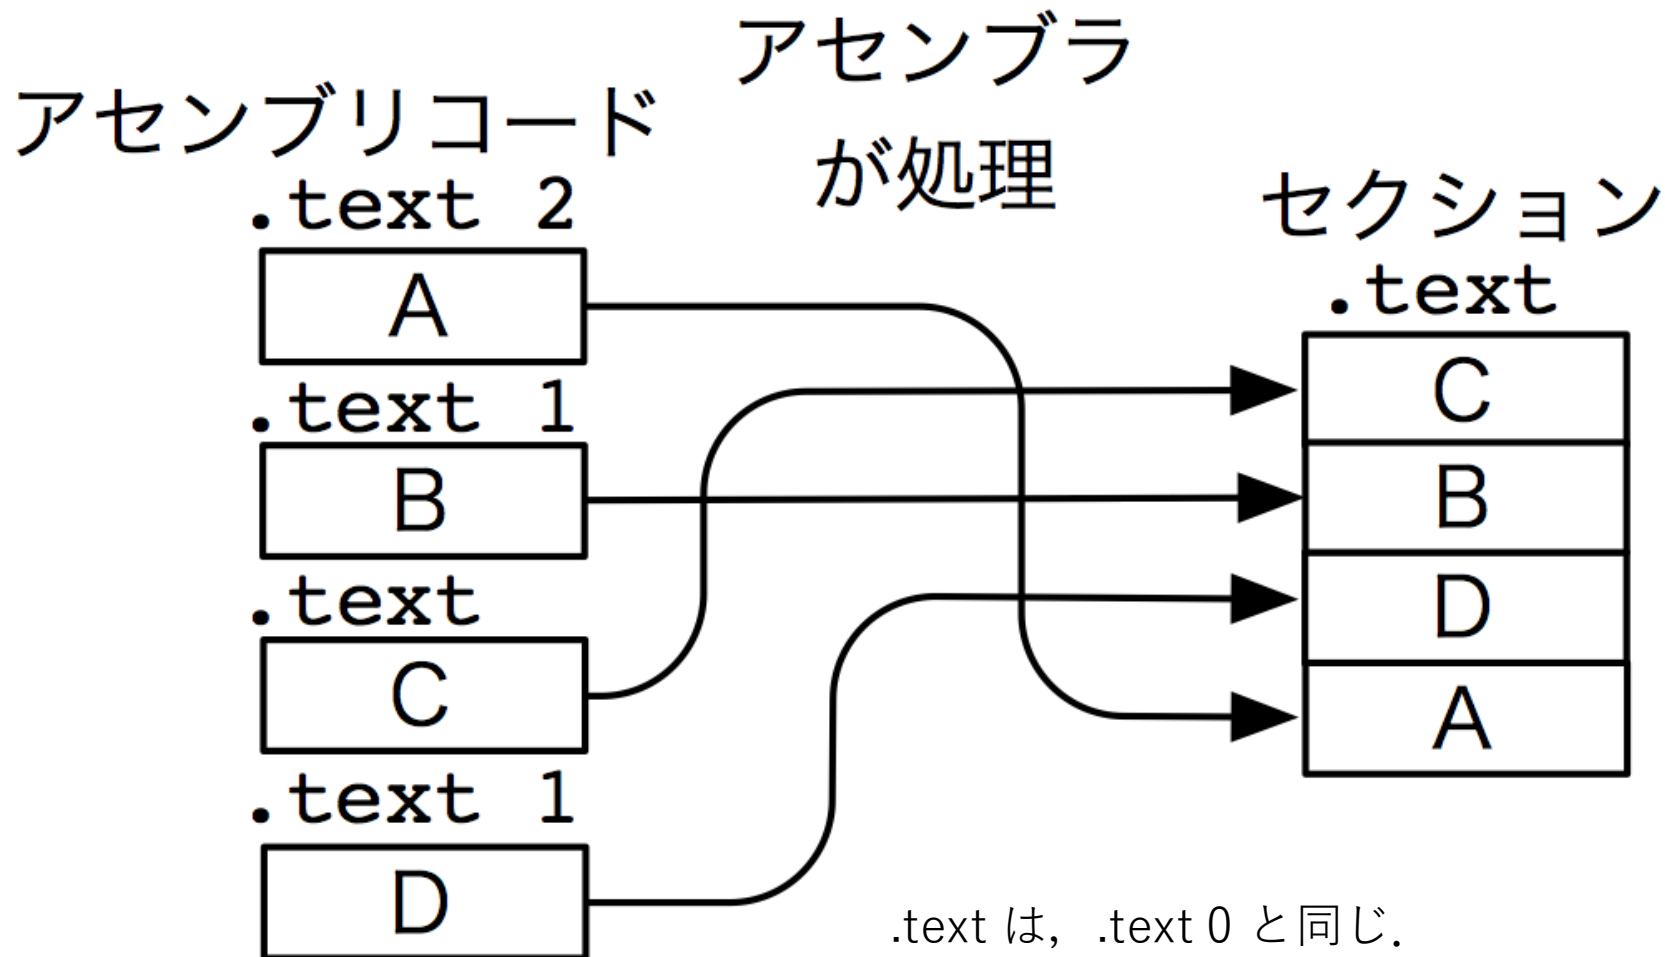 アセンブリコード
.text 2
A
.text 1
B
.text
C
.text 1
D
アセンブラ
が処理
セクション
.text
C
B
D
A
.text は，.text 0 と同じ．